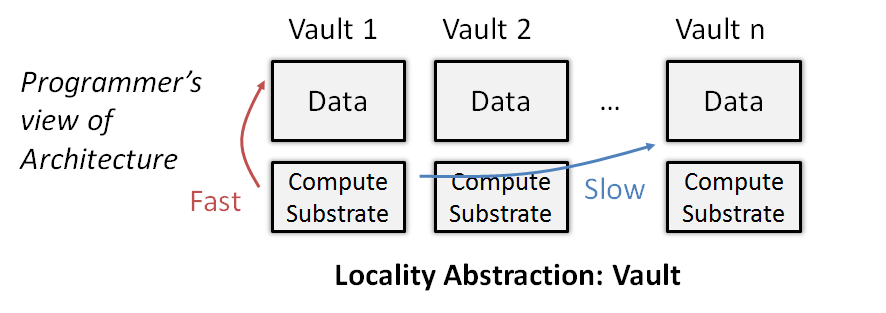 Vault 1
Vault 2
Vault n
Programmer's
view of
Architecture
Data
Data
...
Data
Fast
Compute
Substrate
Compute
Substrate
Slow
Compute
Substrate
Locality Abstraction: Vault